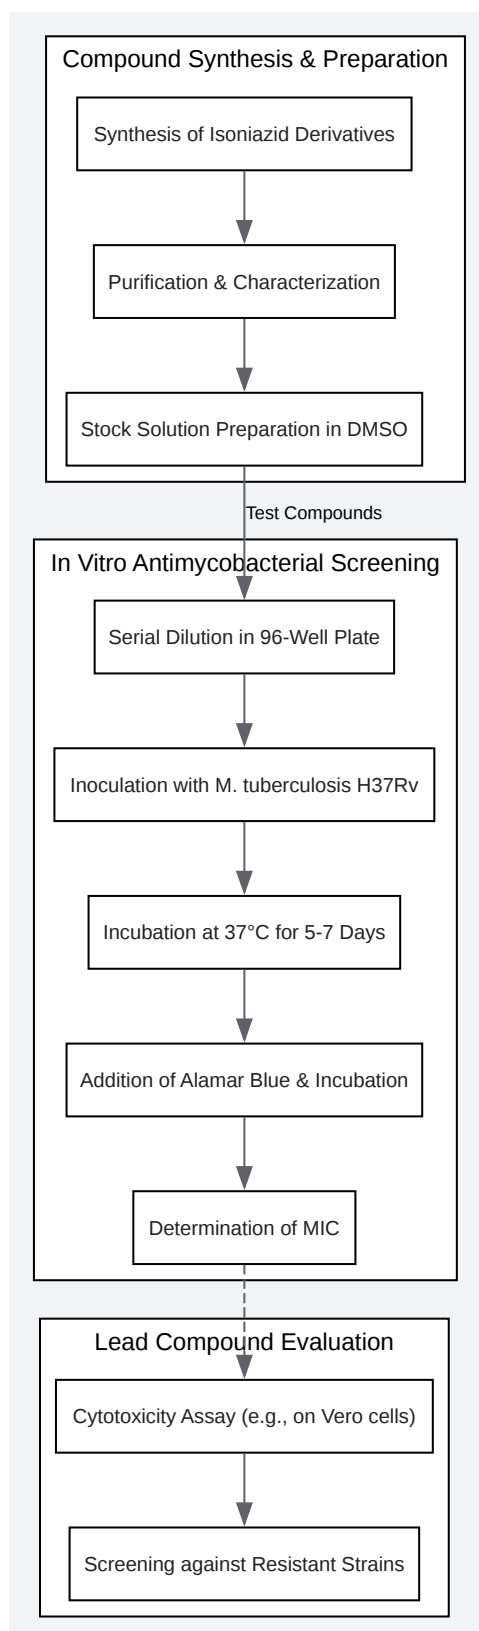 Compound Synthesis & Preparation
Synthesis of Isoniazid Derivatives
Purification & Characterization
Stock Solution Preparation in DMSO
Test Compounds
In Vitro Antimycobacterial Screening
Serial Dilution in 96-Well Plate
Inoculation with M. tuberculosis H37Rv
Incubation at 37°C for 5-7 Days
Addition of Alamar Blue & Incubation
Determination of MIC
Lead Compound Evaluation
Cytotoxicity Assay (e.g., on Vero cells)
Screening against Resistant Strains